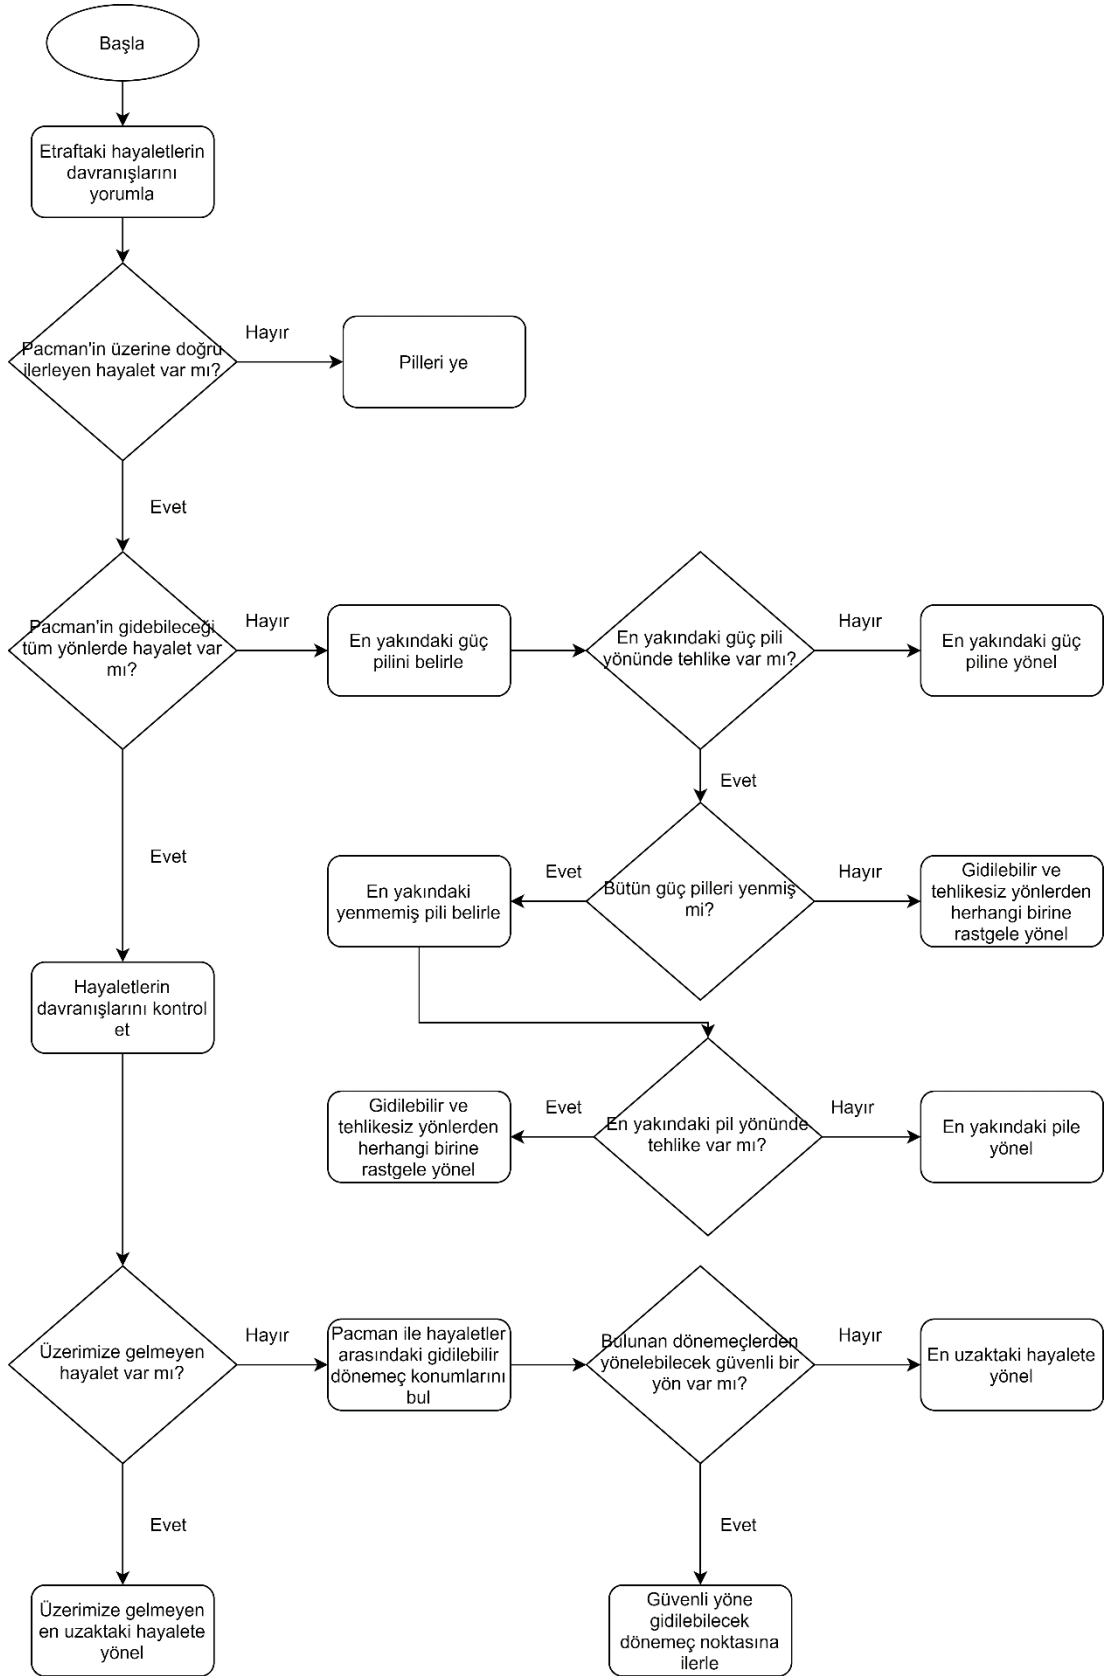 Başla
Etraftaki hayaletlerin
davranışlarını
yorumla
Pacman'in üzerine doğru
ilerleyen hayalet var mı?
Hayır
Pilleri ye
Evet
Pacman'in gidebileceği
tüm yönlerde hayalet var
mı?
Hayır
En yakındaki güç
pilini belirle
En yakındaki güç pili
yönünde tehlike var mı?
Hayır
En yakındaki güç
piline yönel
Evet
Evet
En yakındaki
yenmemiş pili belirle
Evet
Bütün güç pilleri yenmiş
mi?
Hayır
Gidilebilir ve
tehlikesiz yönlerden
herhangi birine
rastgele yönel
Hayaletlerin
davranışlarını kontrol
et
Gidilebilir ve
tehlikesiz yönlerden
herhangi birine
rastgele yönel
Evet
En yakındaki pil yönünde
tehlike var mı?
Hayır
En yakındaki pile
yönel
Üzerimize gelmeyen
hayalet var mı?
Hayır
Pacman ile hayaletler
arasındaki gidilebilir
dönemeç konumlarını
bul
Bulunan dönemeçlerden
yönelebilecek güvenli bir
yön var mı?
Hayır
En uzaktaki hayalete
yönel
Evet
Evet
Üzerimize gelmeyen
en uzaktaki hayalete
yönel
Güvenli yöne
gidilebilecek
dönemeç noktasına
ilerle